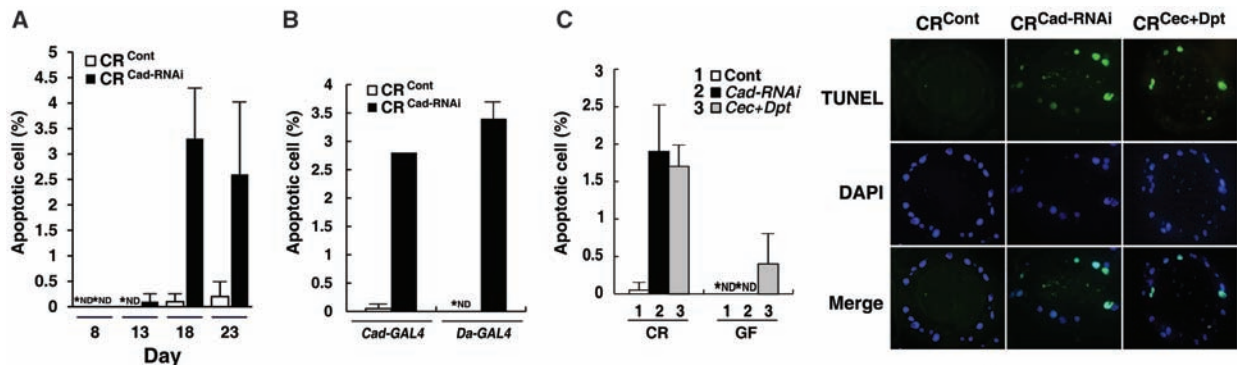 A
Apoptotic cell (%)
5
4.5
4
3.5
3
2.5
2
1.5
1
0.5
0
CR Cont
CR Cad-RNAi
*ND*ND
*ND
8 13 18 23
Day
B
Apoptotic cell (%)
4
3.5
3
2.5
2
1.5
1
0.5
0
CR Cont
CR Cad-RNAi
*ND
Cad-GAL4 Da-GAL4
C
Apoptotic cell (%)
3
2.5
2
1.5
1
0.5
0
1 Cont
2 Cad-RNAi
3 Cec+Dpt
*ND*ND
1 2 3 1 2 3
CR GF
CR Cont CR Cad-RNAi CR Cec+Dpt
TUNEL
DAPI
Merge